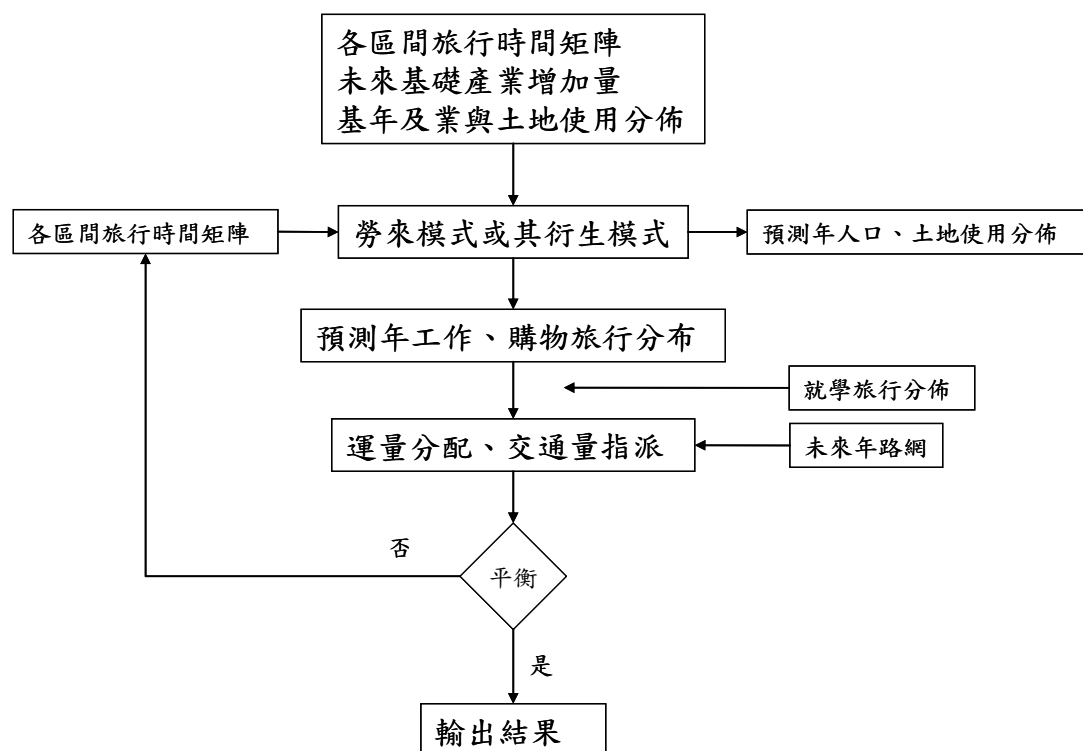 各區間旅行時間矩陣
未來基礎產業增加量
基年及業與土地使用分佈
各區間旅行時間矩陣
勞來模式或其衍生模式
預測年人口、土地使用分佈
預測年工作、購物旅行分布
就學旅行分佈
運量分配、交通量指派
未來年路網
否
平衡
是
輸出結果